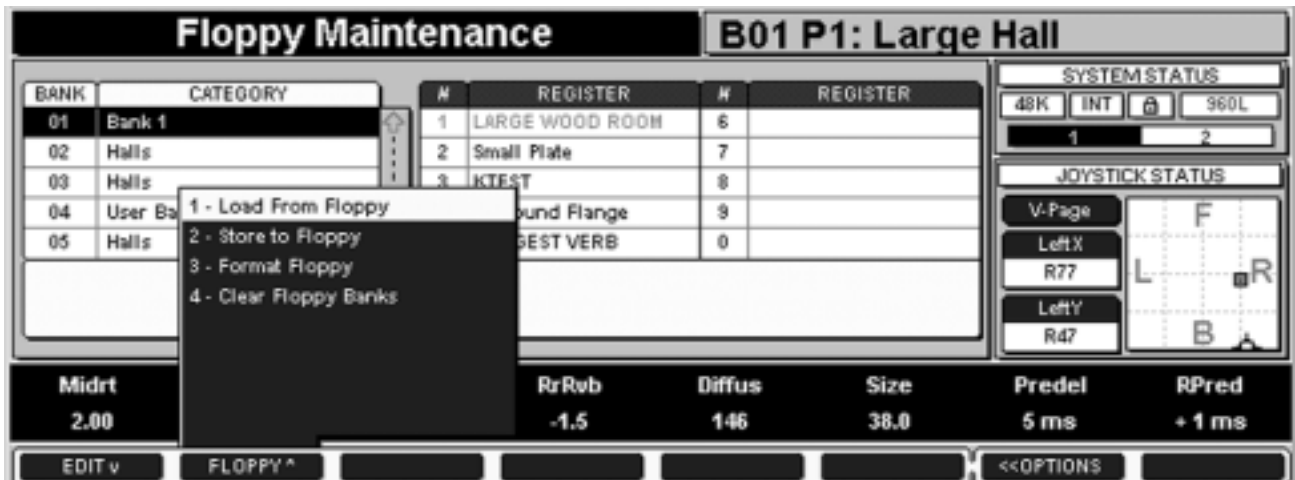 Floppy Maintenance
B01 P1: Large Hall
BANK CATEGORY
01 Bank 1
02 Halls
03 Halls
04 User Ba
05 Halls
# REGISTER # REGISTER
1 LARGE WOOD ROOM 6
2 Small Plate 7
3 KTEST 8
ound Flange 9
GEST VERB 0
1 - Load From Floppy
2 - Store to Floppy
3 - Format Floppy
4 - Clear Floppy Banks
SYSTEM STATUS
48K INT 960L
1 2
JOYSTICK STATUS
V-Page
LeftX
R77
LeftY
R47
F
L R
B
Midrt RrRvb Diffus Size Predel RPred
2.00 -1.5 146 38.0 5 ms + 1 ms
EDIT v FLOPPY ^ <<OPTIONS